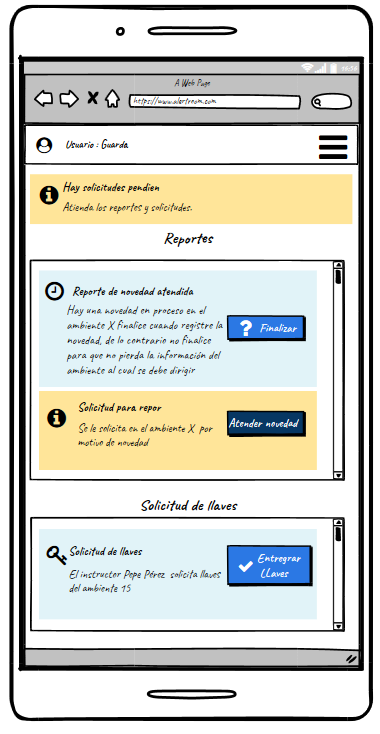 A Web Page
https://www.alertroom.com
Usuario : Guarda
Hay solicitudes pendien
Atienda los reportes y solicitudes.
Reportes
Reporte de novedad atendida
Hay una novedad en proceso en el
ambiente X finalice cuando registre la
novedad, de lo contrario no finalice
para que no pierda la información del
ambiente al cual se debe dirigir
Finalizar
Solicitud para repor
Se le solicita en el ambiente X por
motivo de novedad
Atender novedad
Solicitud de llaves
Solicitud de llaves
El instructor Pepe Pérez solicita llaves
del ambiente 15
Entregrar
LLaves